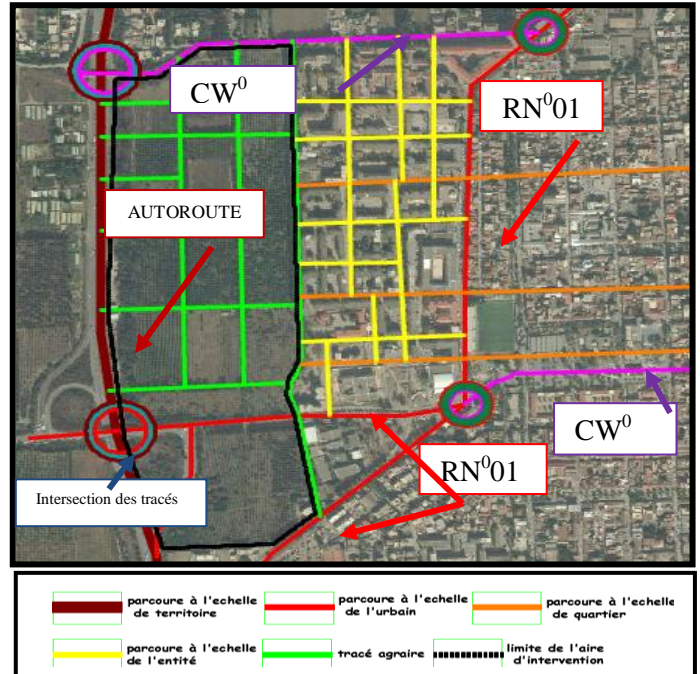 CW⁰
RN⁰01
AUTOROUTE
CW⁰
RN⁰01
Intersection des tracés
parcoure à l'echelle
de territoire
parcoure à l'echelle
de l'urbain
parcoure à l'echelle
de quartier
parcoure à l'echelle
de l'entité
tracé agraire
limite de l'aire
d'intervention